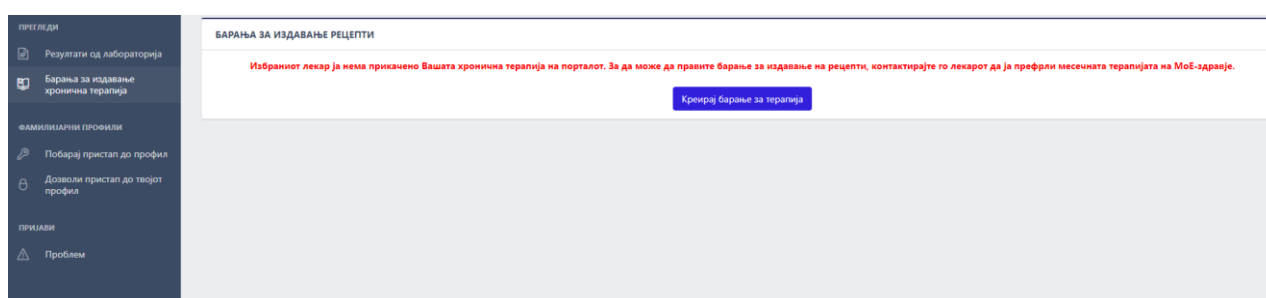 ПРЕГЛЕДИ
Резултати од лабораторија
Барања за издавање
хронична терапија
ФАМИЛИЈАРНИ ПРОФИЛИ
Побарај пристап до профил
Дозволи пристап до твојот
профил
ПРИЈАВИ
Проблем
БАРАЊА ЗА ИЗДАВАЊЕ РЕЦЕПТИ
Избраниот лекар ја нема прикачено Вашата хронична терапија на порталот. За да може да правите барање за издавање на рецепти, контактирајте го лекарот да ја префрли месечната терапијата на МоЕ-здравје.
Креирај барање за терапија